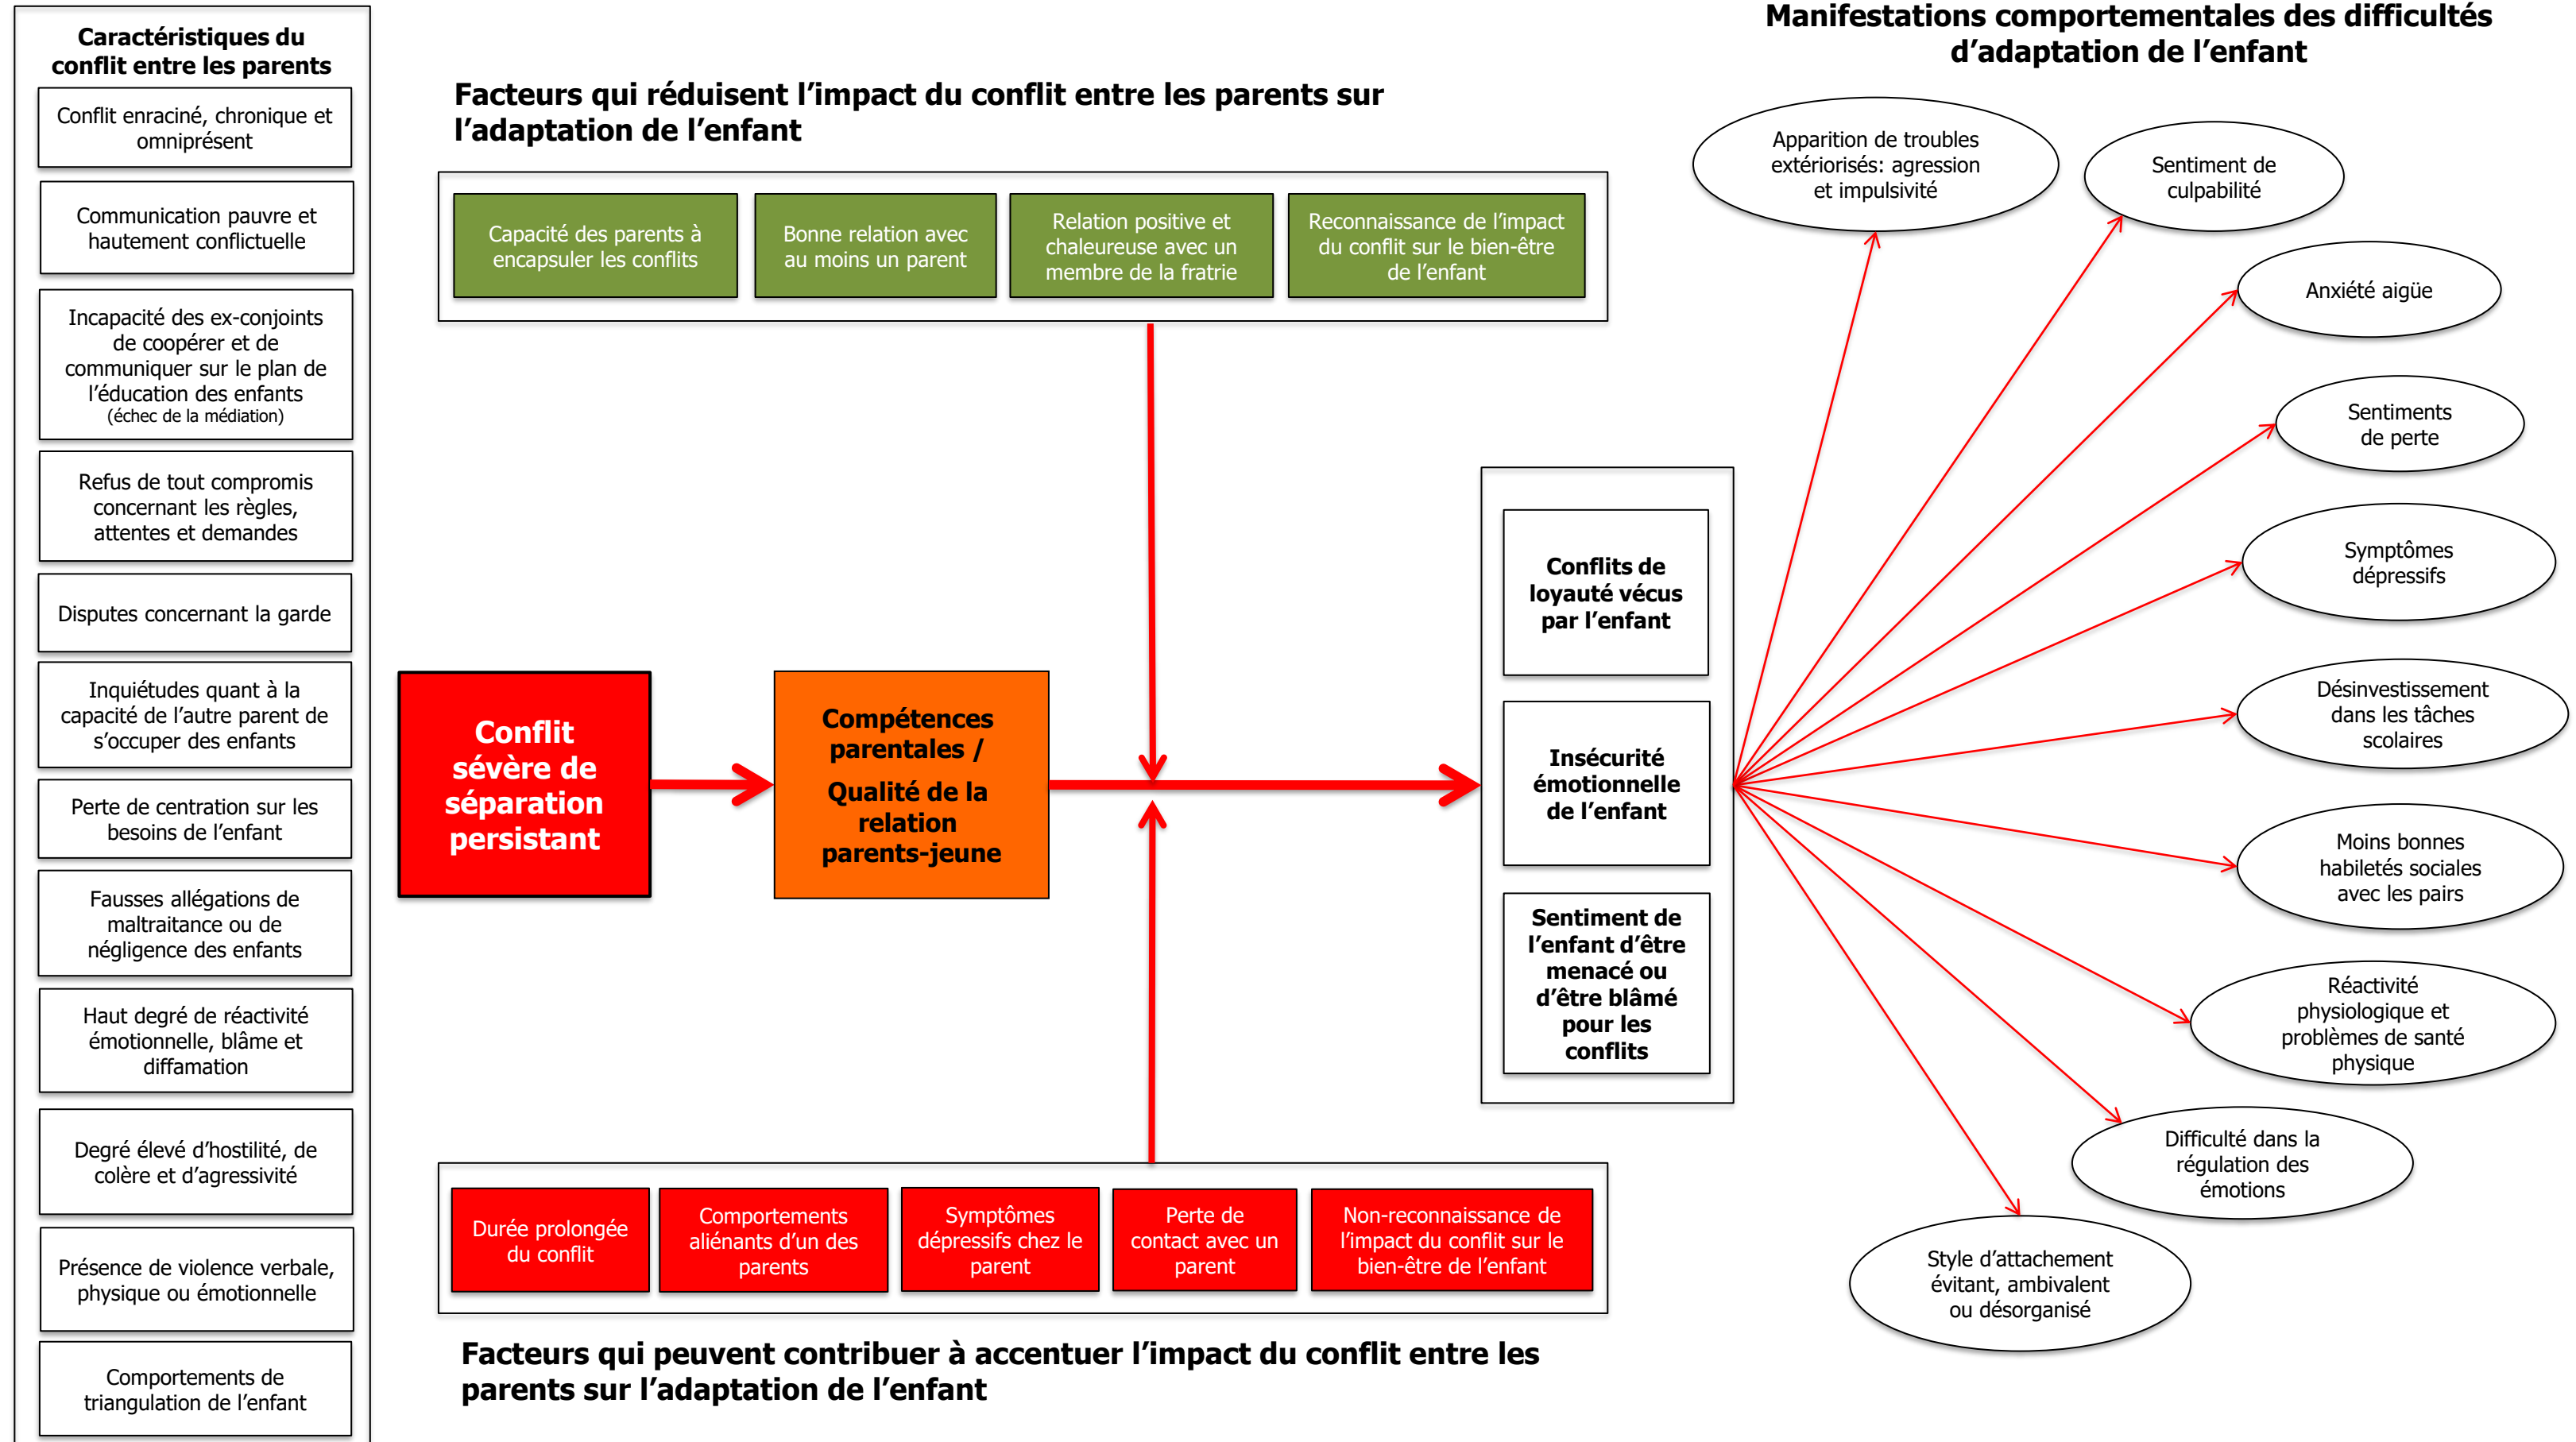 Caractéristiques du
conflit entre les parents
Conflit enraciné, chronique et
omniprésent
Communication pauvre et
hautement conflictuelle
Incapacité des ex-conjoints
de coopérer et de
communiquer sur le plan de
l’éducation des enfants
(échec de la médiation)
Refus de tout compromis
concernant les règles,
attentes et demandes
Disputes concernant la garde
Inquiétudes quant à la
capacité de l’autre parent de
s’occuper des enfants
Perte de centration sur les
besoins de l’enfant
Fausses allégations de
maltraitance ou de
négligence des enfants
Haut degré de réactivité
émotionnelle, blâme et
diffamation
Degré élevé d’hostilité, de
colère et d’agressivité
Présence de violence verbale,
physique ou émotionnelle
Comportements de
triangulation de l’enfant
Facteurs qui réduisent l’impact du conflit entre les parents sur
l’adaptation de l’enfant
Capacité des parents à
encapsuler les conflits
Bonne relation avec
au moins un parent
Relation positive et
chaleureuse avec un
membre de la fratrie
Reconnaissance de l’impact
du conflit sur le bien-être
de l’enfant
Conflit
sévère de
séparation
persistant
Compétences
parentales /
Qualité de la
relation
parents-jeune
Conflits de
loyauté vécus
par l’enfant
Insécurité
émotionnelle
de l’enfant
Sentiment de
l’enfant d’être
menacé ou
d’être blâmé
pour les
conflits
Durée prolongée
du conflit
Comportements
aliénants d’un des
parents
Symptômes
dépressifs chez le
parent
Perte de
contact avec un
parent
Non-reconnaissance de
l’impact du conflit sur le
bien-être de l’enfant
Facteurs qui peuvent contribuer à accentuer l’impact du conflit entre les
parents sur l’adaptation de l’enfant
Manifestations comportementales des difficultés
d’adaptation de l’enfant
Apparition de troubles
extériorisés: agression
et impulsivité
Sentiment de
culpabilité
Anxiété aigüe
Sentiments
de perte
Symptômes
dépressifs
Désinvestissement
dans les tâches
scolaires
Moins bonnes
habiletés sociales
avec les pairs
Réactivité
physiologique et
problèmes de santé
physique
Difficulté dans la
régulation des
émotions
Style d’attachement
évitant, ambivalent
ou désorganisé